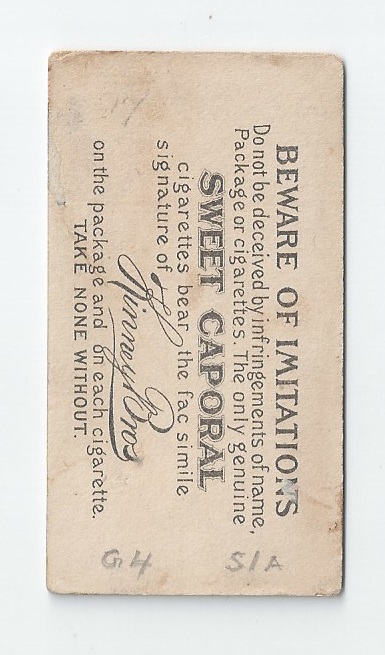 BEWARE OF IMITATIONS
Do not be deceived by infringements of name,
Package or cigarettes. The only genuine
SWEET CAPORAL
cigarettes bear the fac simile
signature of Kinney Bros
on the package and on each cigarette.
TAKE NONE WITHOUT.
17
G4 51A